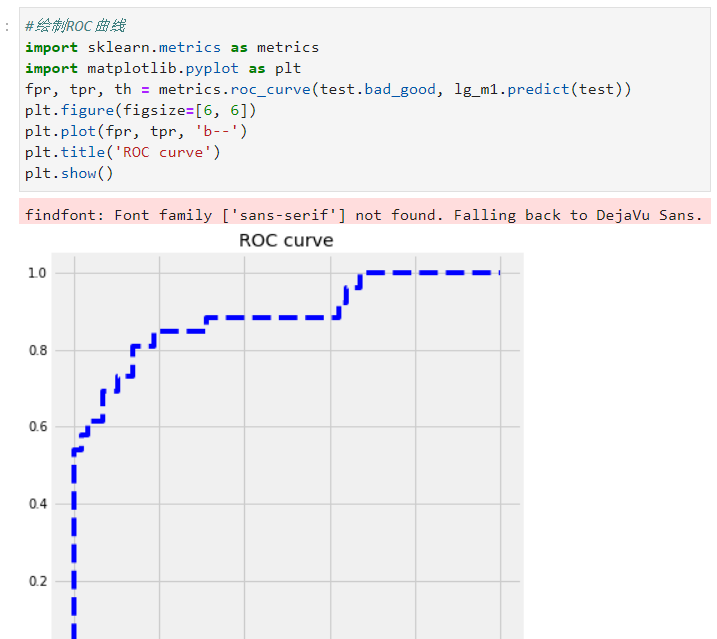 :
#绘制ROC曲线
import sklearn.metrics as metrics
import matplotlib.pyplot as plt
fpr, tpr, th = metrics.roc_curve(test.bad_good, lg_m1.predict(test))
plt.figure(figsize=[6, 6])
plt.plot(fpr, tpr, 'b--')
plt.title('ROC curve')
plt.show()
findfont: Font family ['sans-serif'] not found. Falling back to DejaVu Sans.
ROC curve
1.0
0.8
0.6
0.4
0.2